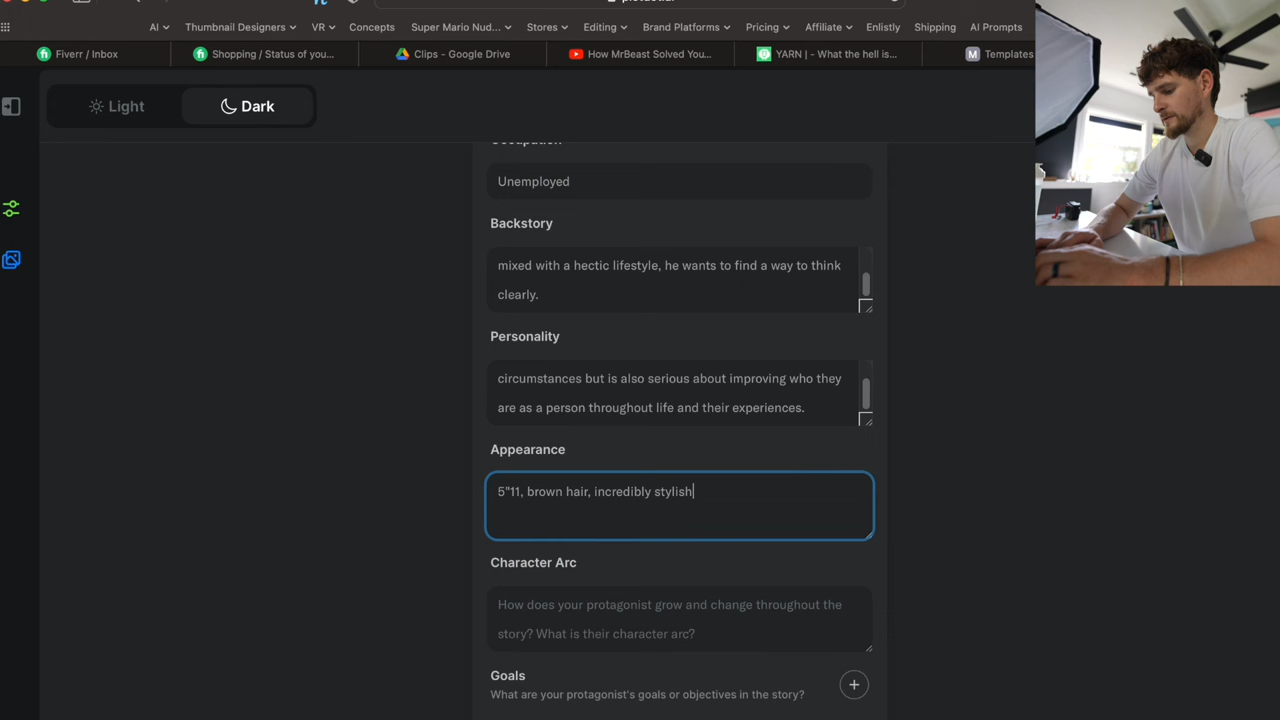 AI
Thumbnail Designers
VR
Concepts
Super Mario Nud...
Stores
Editing
Brand Platforms
Pricing
Affiliate
Enlistly
Shipping
AI Prompts
Fiverr / Inbox
Shopping / Status of you...
Clips - Google Drive
How MrBeast Solved You...
YARN | - What the hell is...
M Templates
Light
Dark
Occupation
Unemployed
Backstory
mixed with a hectic lifestyle, he wants to find a way to think
clearly.
Personality
circumstances but is also serious about improving who they
are as a person throughout life and their experiences.
Appearance
5"11, brown hair, incredibly stylish
Character Arc
How does your protagonist grow and change throughout the
story? What is their character arc?
Goals
What are your protagonist's goals or objectives in the story?